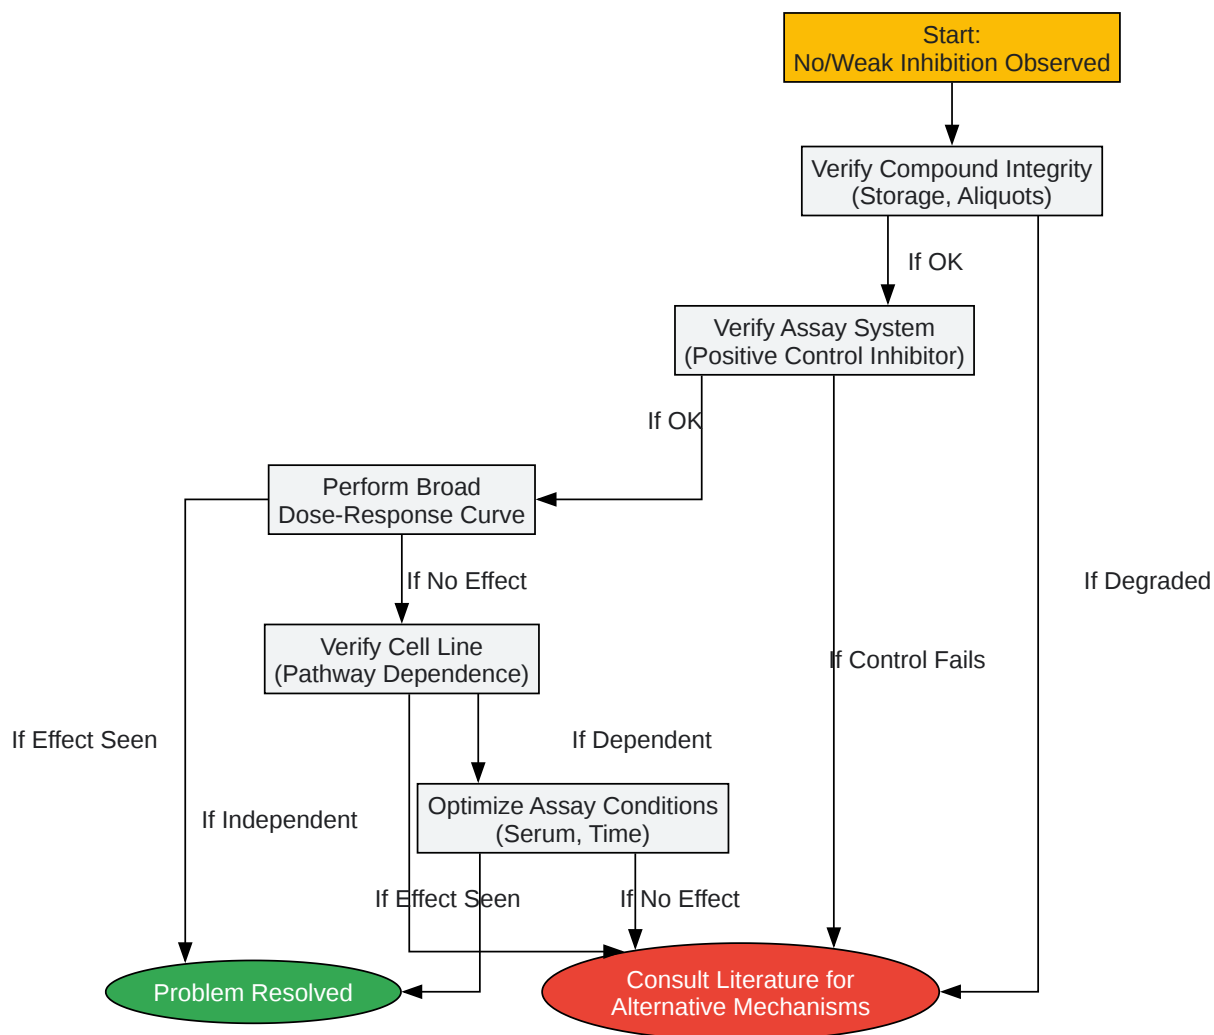 Start:
No/Weak Inhibition Observed
Verify Compound Integrity
(Storage, Aliquots)
If OK
Verify Assay System
(Positive Control Inhibitor)
If OK
Perform Broad
Dose-Response Curve
If No Effect
If Degraded
Verify Cell Line
(Pathway Dependence)
If Control Fails
If Effect Seen
If Dependent
Optimize Assay Conditions
(Serum, Time)
If Independent
If Effect Seen
If No Effect
Problem Resolved
Consult Literature for
Alternative Mechanisms